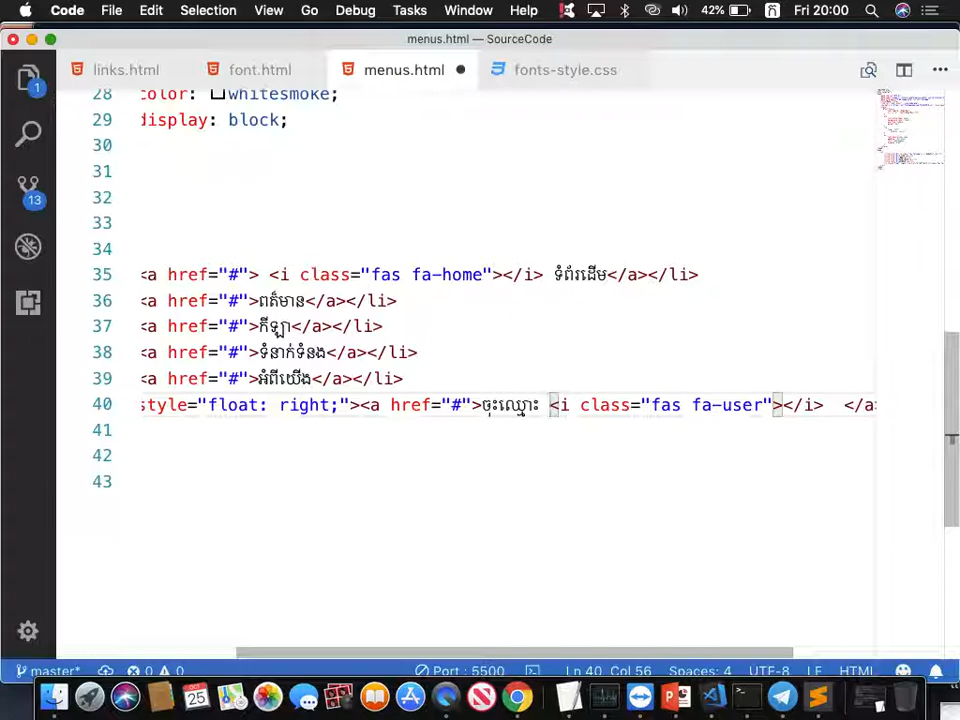 Code File Edit Selection View Go Debug Tasks Window Help 42% Fri 20:00
menus.html — SourceCode
links.html font.html menus.html fonts-style.css
28 color: whitesmoke;
29 display: block;
30
31
32
33
34
35 <a href="#"> <i class="fas fa-home"></i> ទំព័រដើម</a></li>
36 <a href="#">ពត៌មាន</a></li>
37 <a href="#">កីឡា</a></li>
38 <a href="#">ទំនាក់ទំនង</a></li>
39 <a href="#">អំពីយើង</a></li>
40 style="float: right;"><a href="#">ចុះឈ្មោះ <i class="fas fa-user"></i> </a>
41
42
43
1
13
master* 0 0 Port : 5500 Ln 40, Col 56 Spaces: 4 UTF-8 LF HTML
25